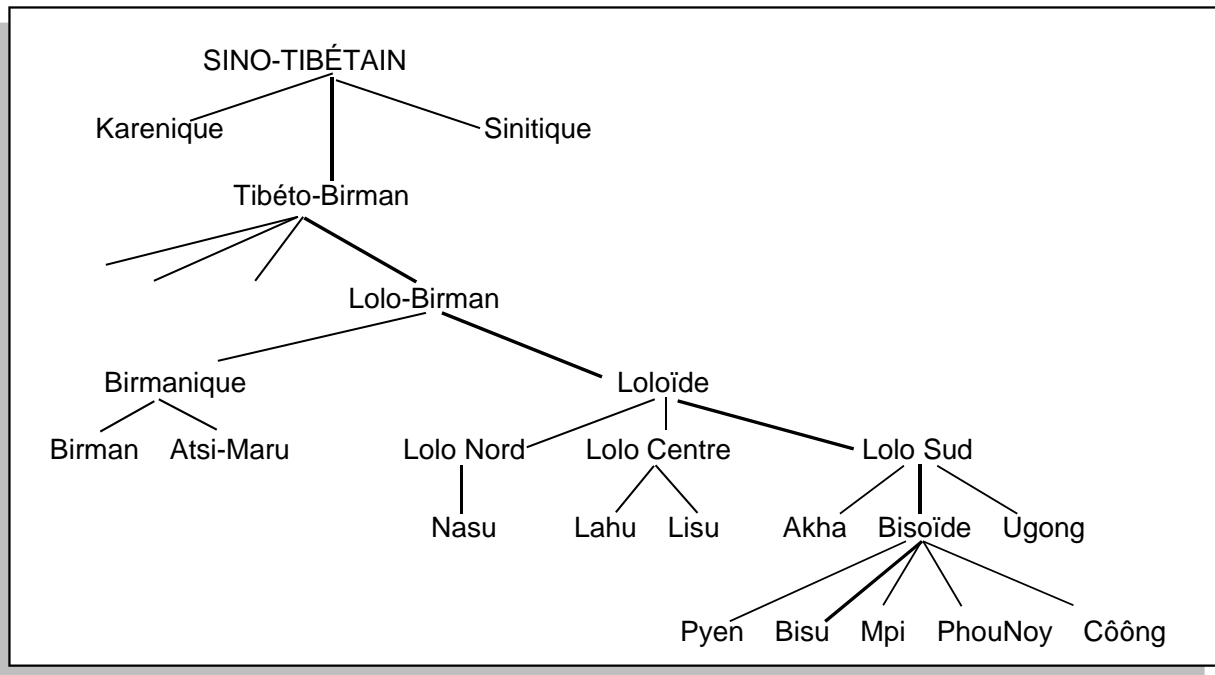 SINO-TIBÉTAIN
Karenique Sinitique
Tibéto-Birman
Lolo-Birman
Birmanique Loloïde
Birman Atsi-Maru Lolo Nord Lolo Centre Lolo Sud
Nasu Lahu Lisu Akha Bisoïde Ugong
Pyen Bisu Mpi PhouNoy Côông